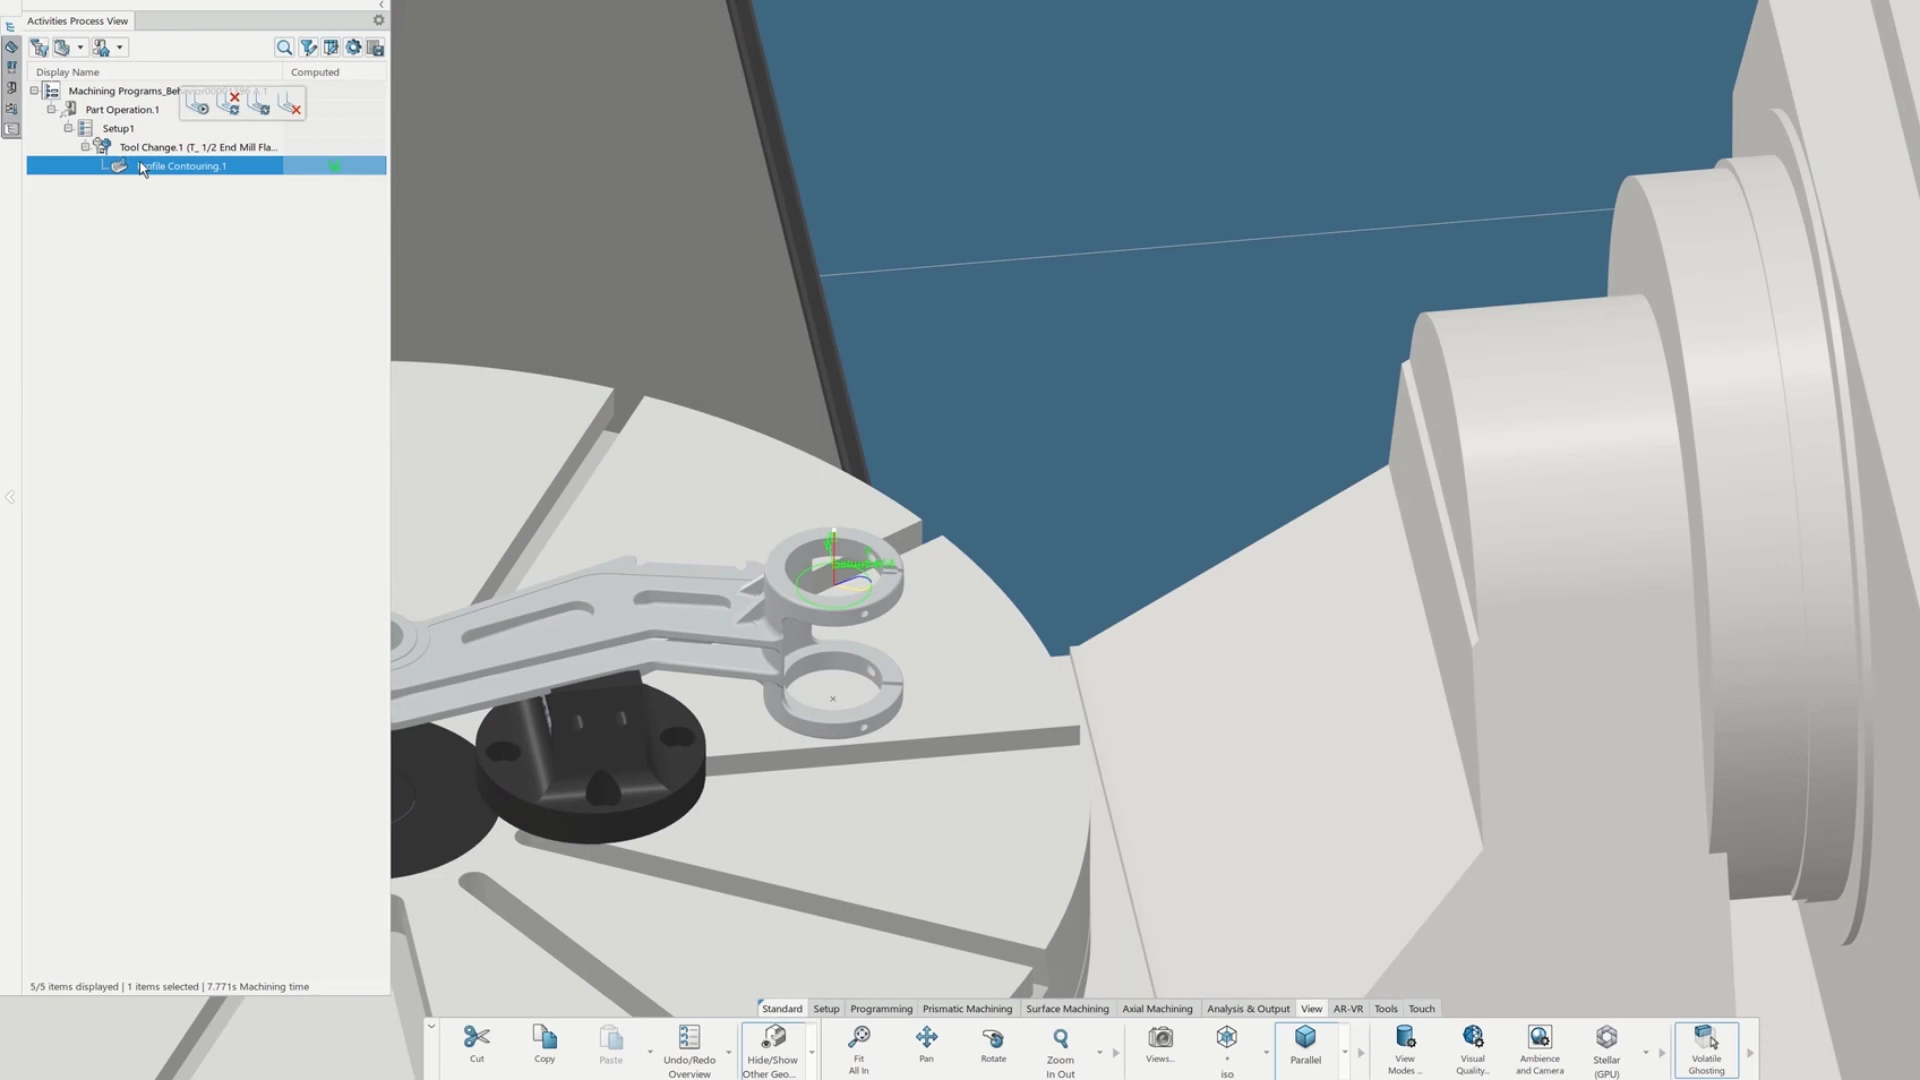 Activities Process View
Display Name
Computed
Machining Programs_Beh
Part Operation.1
Setup1
Tool Change.1 (T_ 1/2 End Mill Fla...
ofile Contouring.1
5/5 items displayed | 1 items selected | 7.771s Machining time
Standard
Setup
Programming
Prismatic Machining
Surface Machining
Axial Machining
Analysis & Output
View
AR-VR
Tools
Touch
Cut
Copy
Paste
Undo/Redo
Overview
Hide/Show
Other Geo...
Fit
All In
Pan
Rotate
Zoom
In Out
Views...
iso
Parallel
View
Modes ...
Visual
Quality...
Ambience
and Camera
Stellar
(GPU)
Volatile
Ghosting